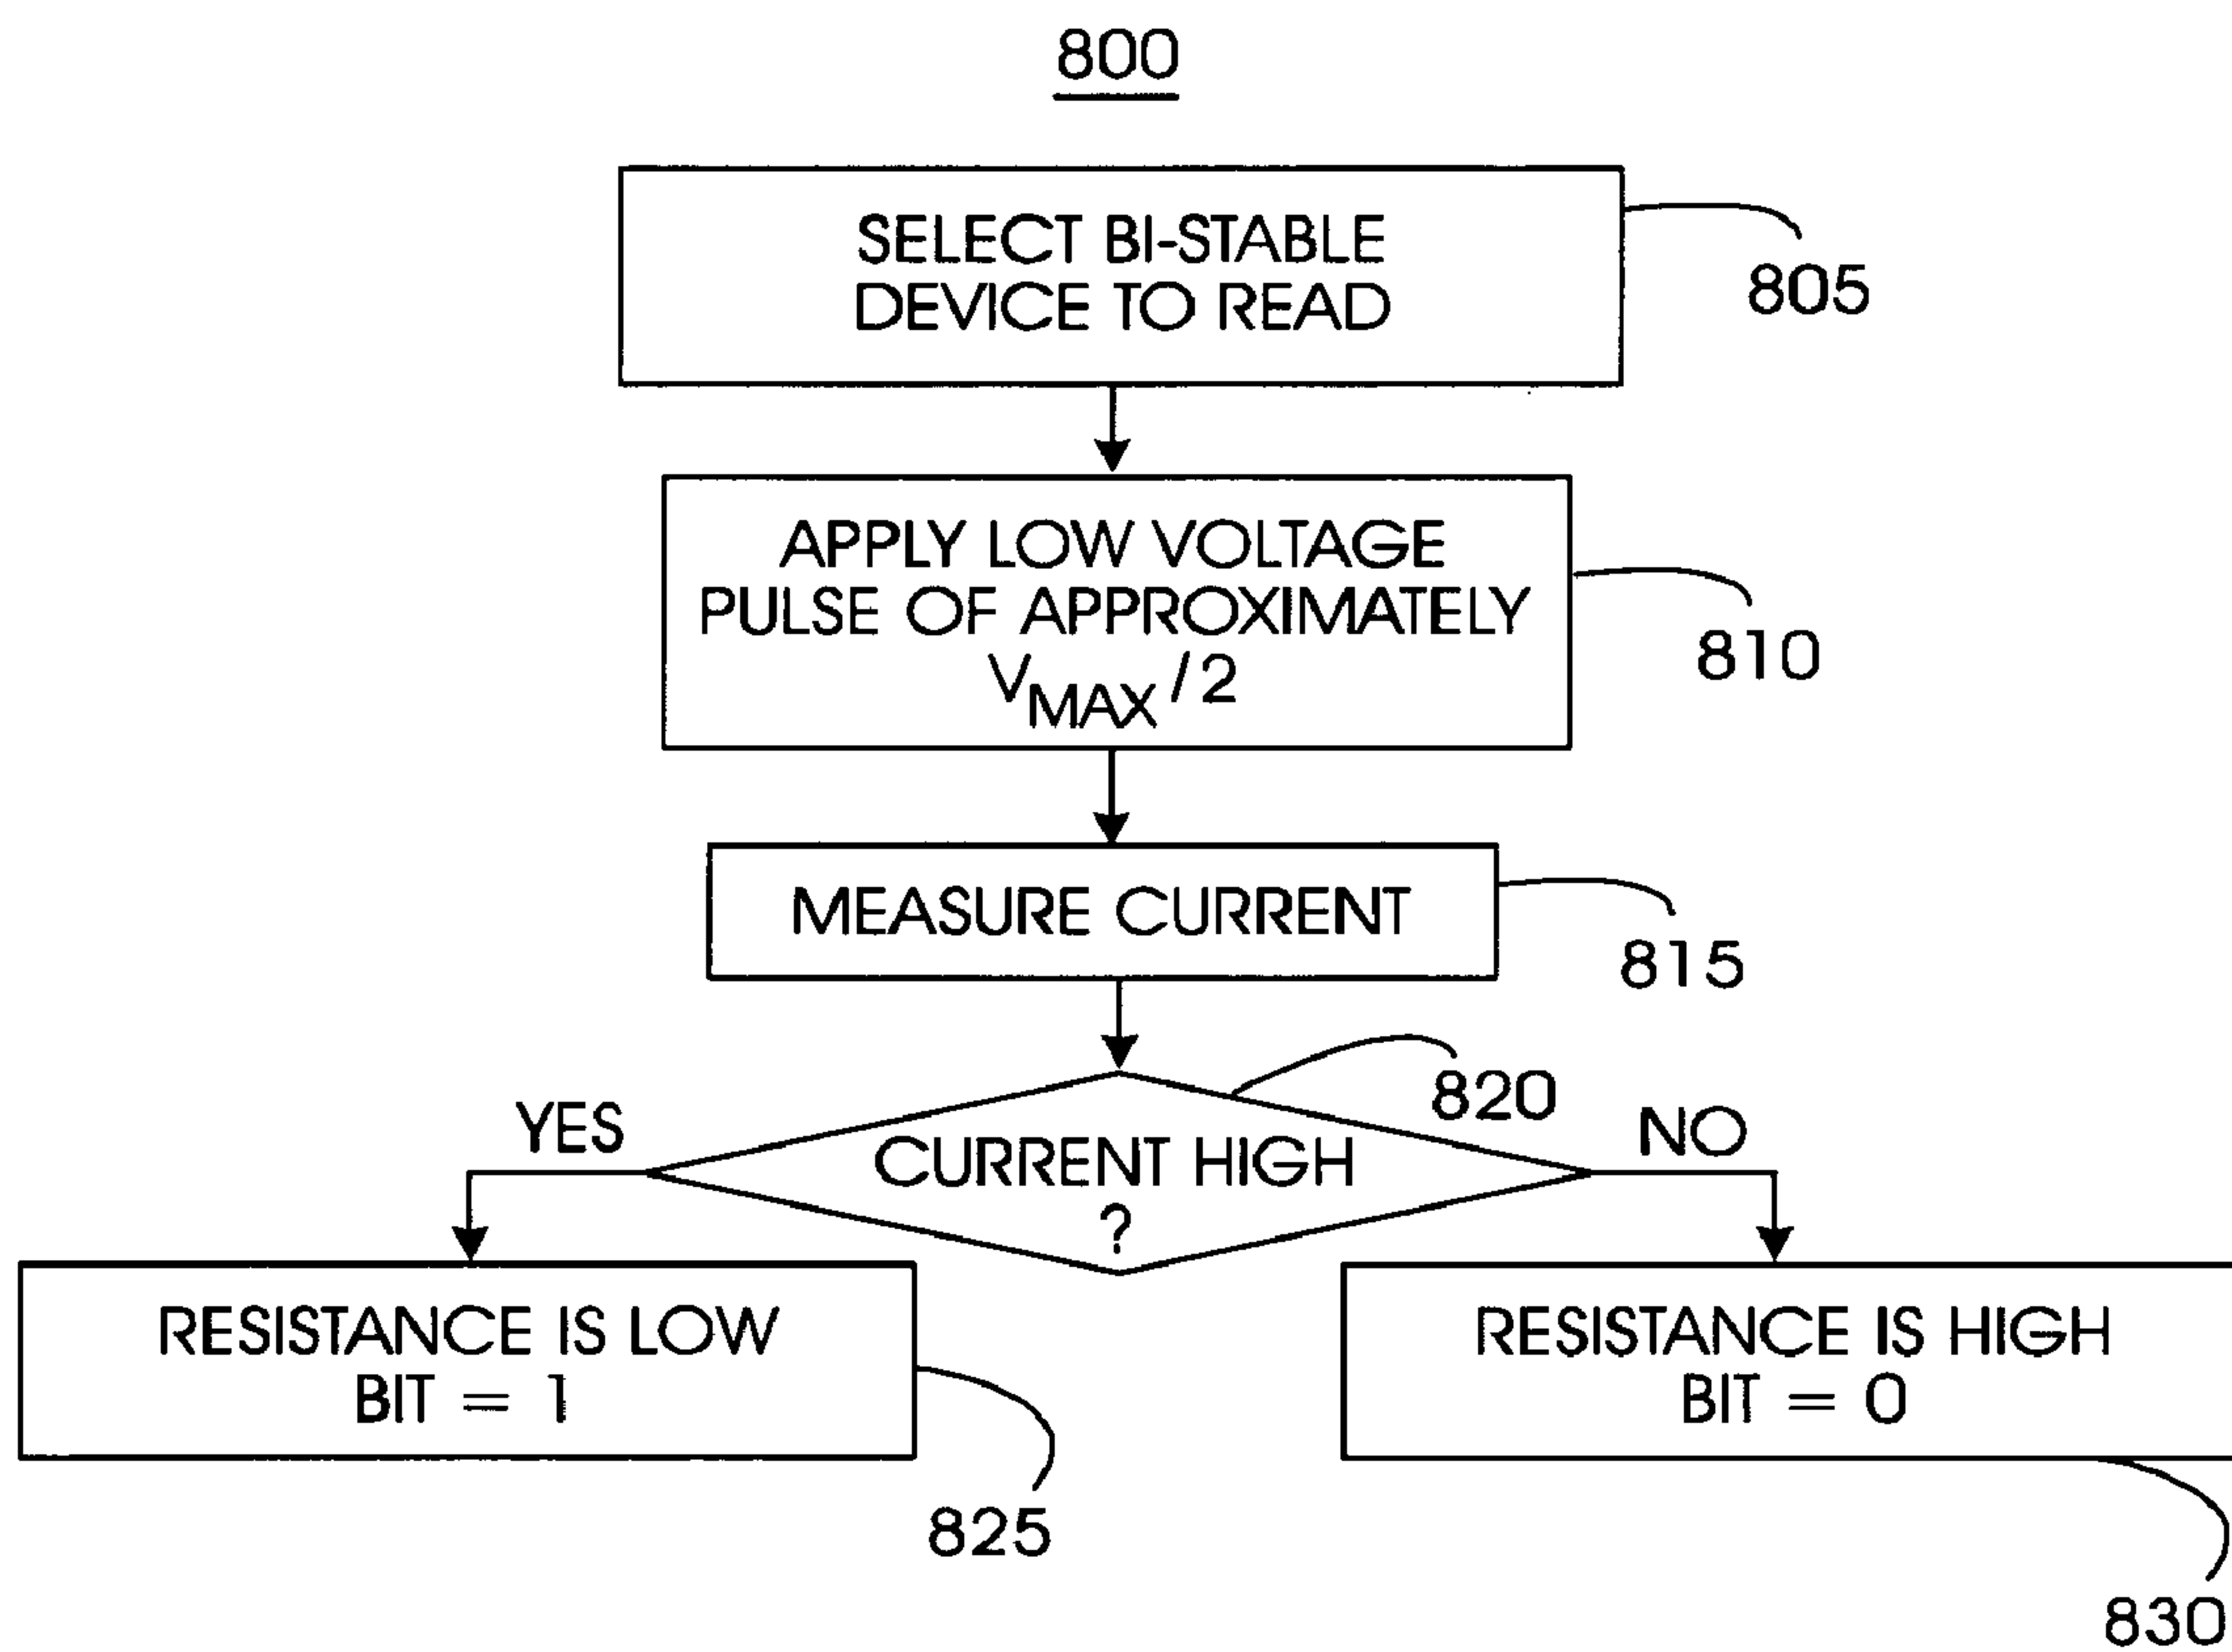 800
SELECT BI-STABLE
DEVICE TO READ
805
APPLY LOW VOLTAGE
PULSE OF APPROXIMATELY
VMAX/2
810
MEASURE CURRENT
815
820
YES
CURRENT HIGH
?
NO
RESISTANCE IS LOW
BIT = 1
825
RESISTANCE IS HIGH
BIT = 0
830